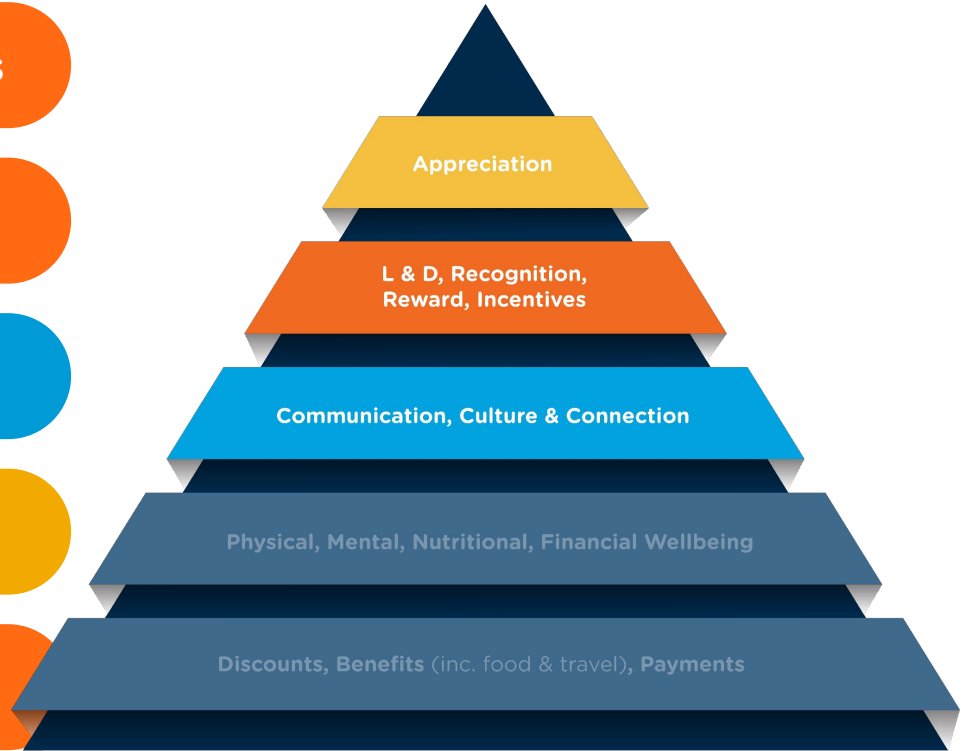 Appreciation
L & D, Recognition,
Reward, Incentives
Communication, Culture & Connection
Physical, Mental, Nutritional, Financial Wellbeing
Discounts, Benefits (inc. food & travel), Payments